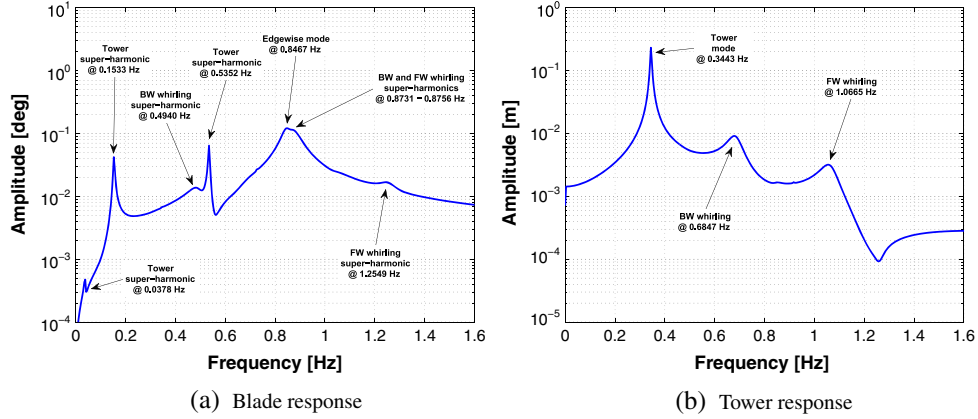 10^1
10^0
10^-1
10^-2
10^-3
10^-4
Amplitude [deg]
Tower
super-harmonic
@ 0.1533 Hz
BW whirling
super-harmonic
@ 0.4940 Hz
Tower
super-harmonic
@ 0.5352 Hz
Edgewise mode
@ 0.8467 Hz
BW and FW whirling
super-harmonics
@ 0.8731 - 0.8756 Hz
Tower
super-harmonic
@ 0.0378 Hz
FW whirling
super-harmonic
@ 1.2549 Hz
0 0.2 0.4 0.6 0.8 1 1.2 1.4 1.6
Frequency [Hz]
(a) Blade response
10^0
10^-1
10^-2
10^-3
10^-4
10^-5
Amplitude [m]
Tower
mode
@ 0.3443 Hz
FW whirling
@ 1.0665 Hz
BW whirling
@ 0.6847 Hz
0 0.2 0.4 0.6 0.8 1 1.2 1.4 1.6
Frequency [Hz]
(b) Tower response